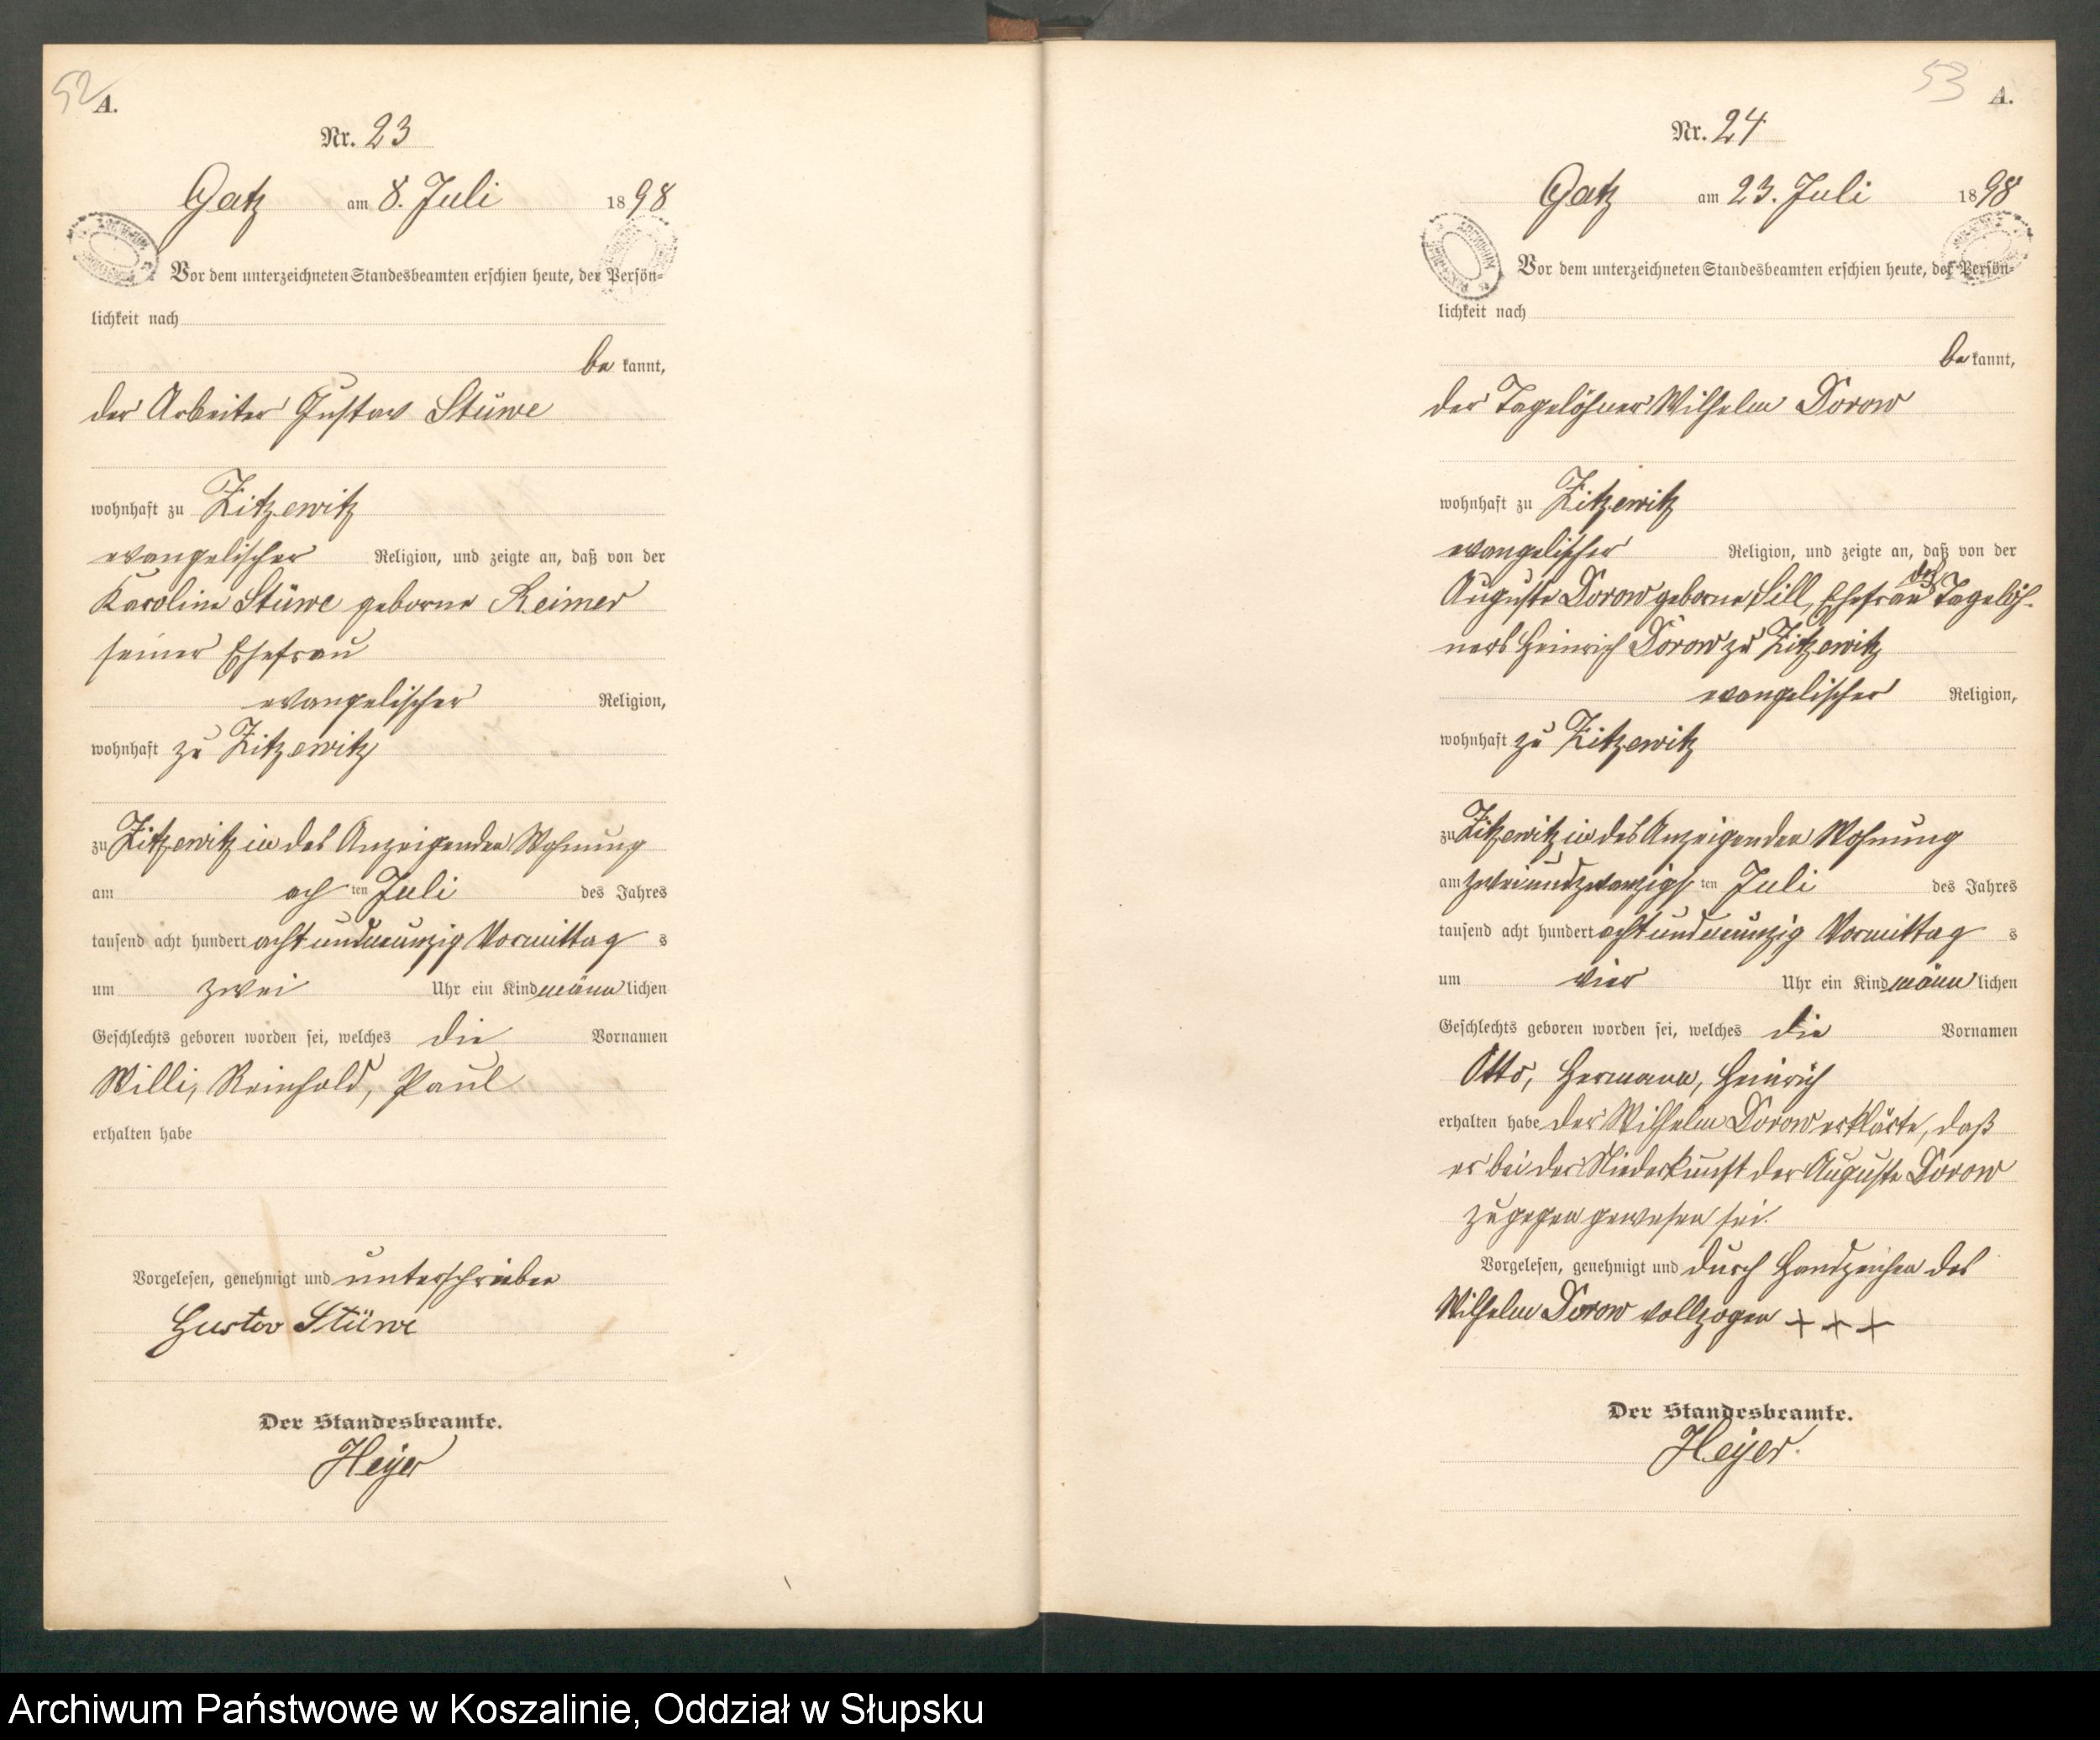 52
A.
Nr. 23
Gatz am 8. Juli 1898
Vor dem unterzeichneten Standesbeamten erschien heute, der Persön-
lichkeit nach
bekannt,
der Arbeiter Gustav Stüwe
wohnhaft zu Zitzewitz
evangelischer Religion, und zeigte an, daß von der
Karoline Stüwe geborne Reimer
seiner Ehefrau
evangelischer Religion,
wohnhaft zu Zitzewitz
zu Zitzewitz in des Anzeigenden Wohnung
am achten Juli des Jahres
tausend acht hundert achtundneunzig Vormittags
um zwei Uhr ein Kind männlichen
Geschlechts geboren worden sei, welches die Vornamen
Willi, Reinhold, Paul
erhalten habe
Vorgelesen, genehmigt und unterschrieben
Gustav Stüwe
Der Standesbeamte.
Heyer
53
A.
Nr. 24
Gatz am 23. Juli 1898
Vor dem unterzeichneten Standesbeamten erschien heute, der Persön-
lichkeit nach
bekannt,
der Tagelöhner Wilhelm Dorow
wohnhaft zu Zitzewitz
evangelischer Religion, und zeigte an, daß von der
Auguste Dorow geborne Sill, Ehefrau des Tagelöh-
ners Heinrich Dorow zu Zitzewitz
evangelischer Religion,
wohnhaft zu Zitzewitz
zu Zitzewitz in des Anzeigenden Wohnung
am zweiundzwanzigsten Juli des Jahres
tausend acht hundert achtundneunzig Vormittags
um vier Uhr ein Kind männlichen
Geschlechts geboren worden sei, welches die Vornamen
Otto, Hermann, Heinrich
erhalten habe der Wilhelm Dorow erklärte, daß
er bei der Niederkunft der Auguste Dorow
zugegen gewesen sei.
Vorgelesen, genehmigt und durch Handzeichen des
Wilhelm Dorow vollzogen + + +
Der Standesbeamte.
Heyer.
Archiwum Państwowe w Koszalinie, Oddział w Słupsku